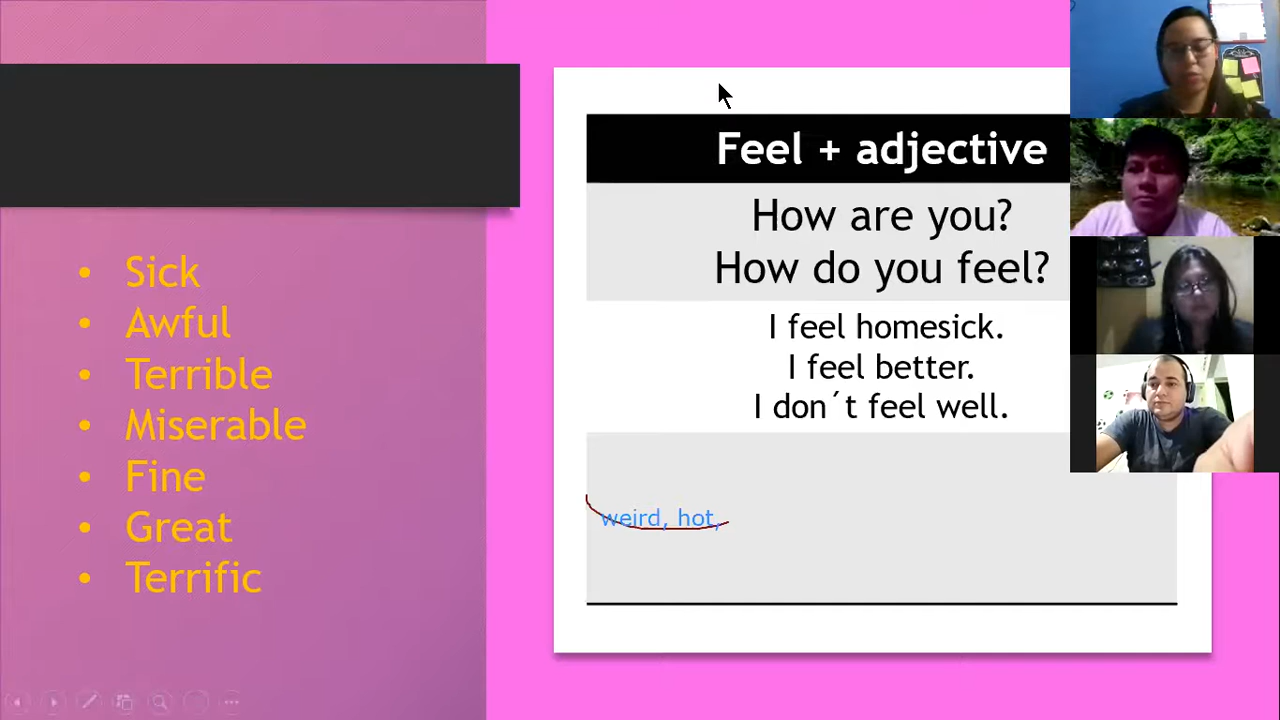 Sick
Awful
Terrible
Miserable
Fine
Great
Terrific
Feel + adjective
How are you?
How do you feel?
I feel homesick.
I feel better.
I don´t feel well.
weird, hot,